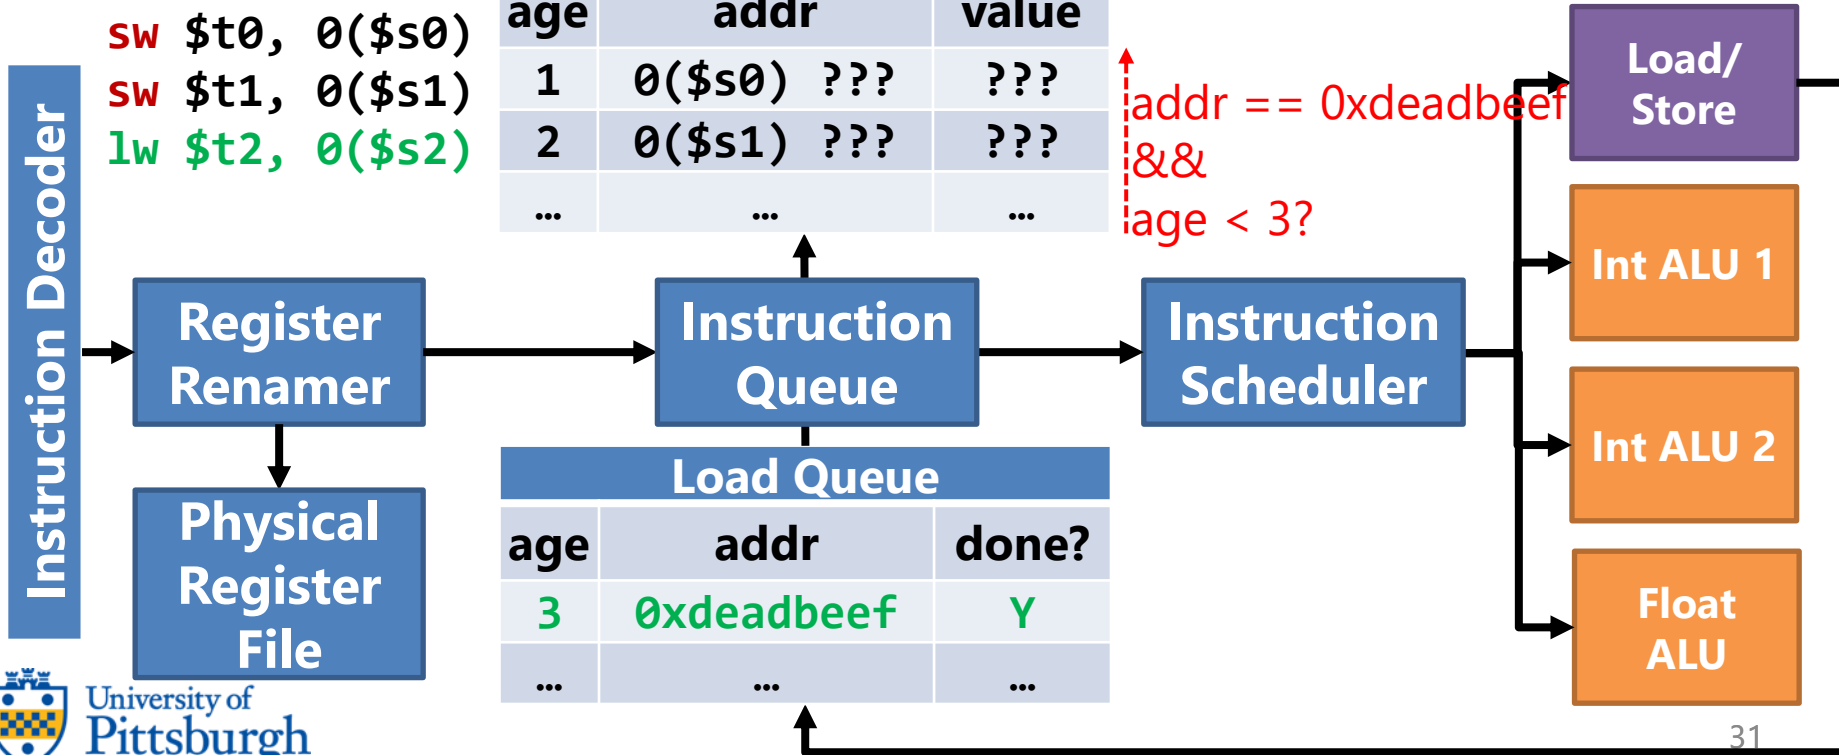 sw $t0, 0($s0)
sw $t1, 0($s1)
lw $t2, 0($s2)
age addr value
1 0($s0) ??? ???
2 0($s1) ??? ???
… … …
addr == 0xdeadbeef
&&
age < 3?
Instruction Decoder
Register
Renamer
Instruction
Queue
Instruction
Scheduler
Load/
Store
Int ALU 1
Int ALU 2
Float
ALU
Physical
Register
File
Load Queue
age addr done?
3 0xdeadbeef Y
… … …
University of
Pittsburgh
31